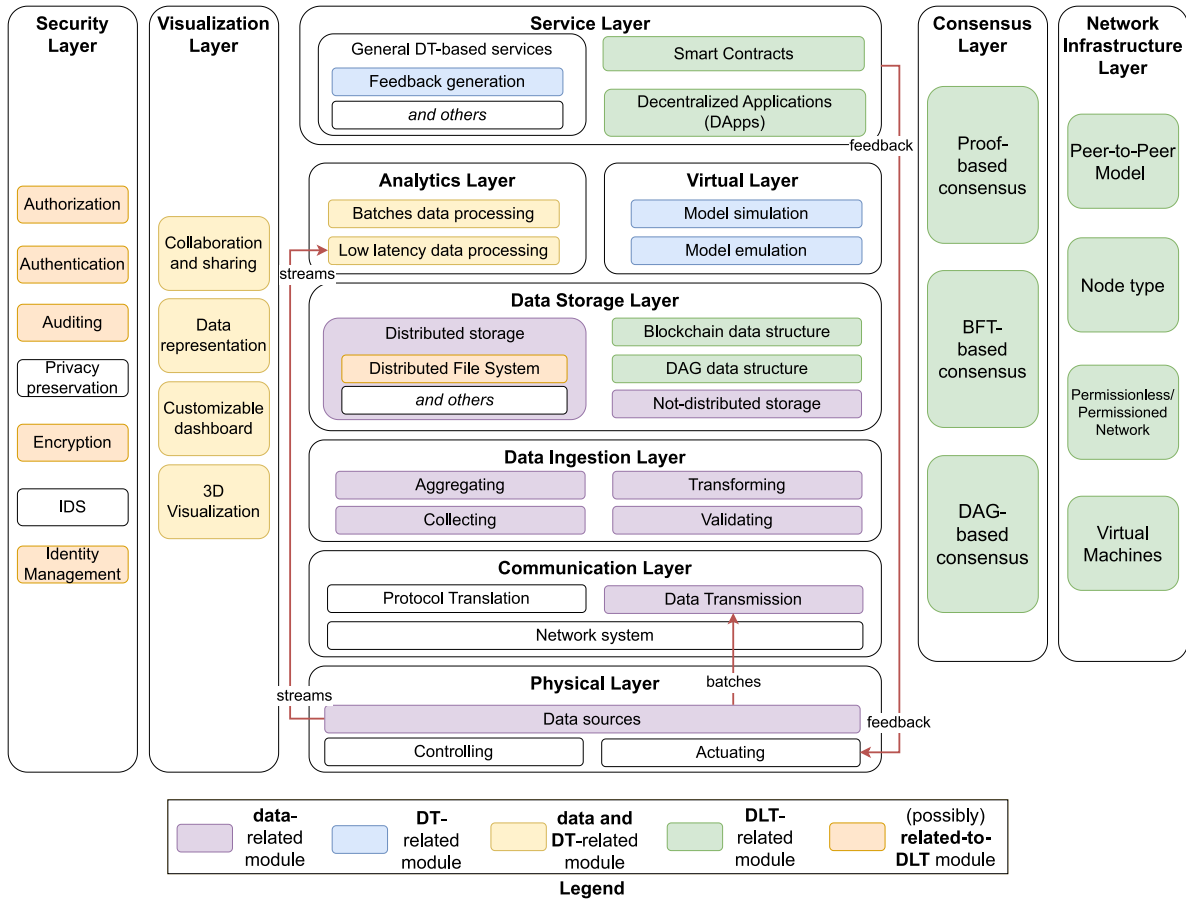 Security
Layer
Authorization
Authentication
Auditing
Privacy
preservation
Encryption
IDS
Identity
Management
Visualization
Layer
Collaboration
and sharing
Data
representation
Customizable
dashboard
3D
Visualization
Service Layer
General DT-based services
Feedback generation
and others
Smart Contracts
Decentralized Applications
(DApps)
feedback
Analytics Layer
Batches data processing
Low latency data processing
streams
Virtual Layer
Model simulation
Model emulation
Data Storage Layer
Distributed storage
Distributed File System
and others
Blockchain data structure
DAG data structure
Not-distributed storage
Data Ingestion Layer
Aggregating
Transforming
Collecting
Validating
Communication Layer
Protocol Translation
Data Transmission
Network system
Physical Layer
batches
streams
Data sources
feedback
Controlling
Actuating
Consensus
Layer
Proof-
based
consensus
BFT-
based
consensus
DAG-
based
consensus
Network
Infrastructure
Layer
Peer-to-Peer
Model
Node type
Permissionless/
Permissioned
Network
Virtual
Machines
data-
related
module
DT-
related
module
data and
DT-related
module
DLT-
related
module
(possibly)
related-to-
DLT module
Legend